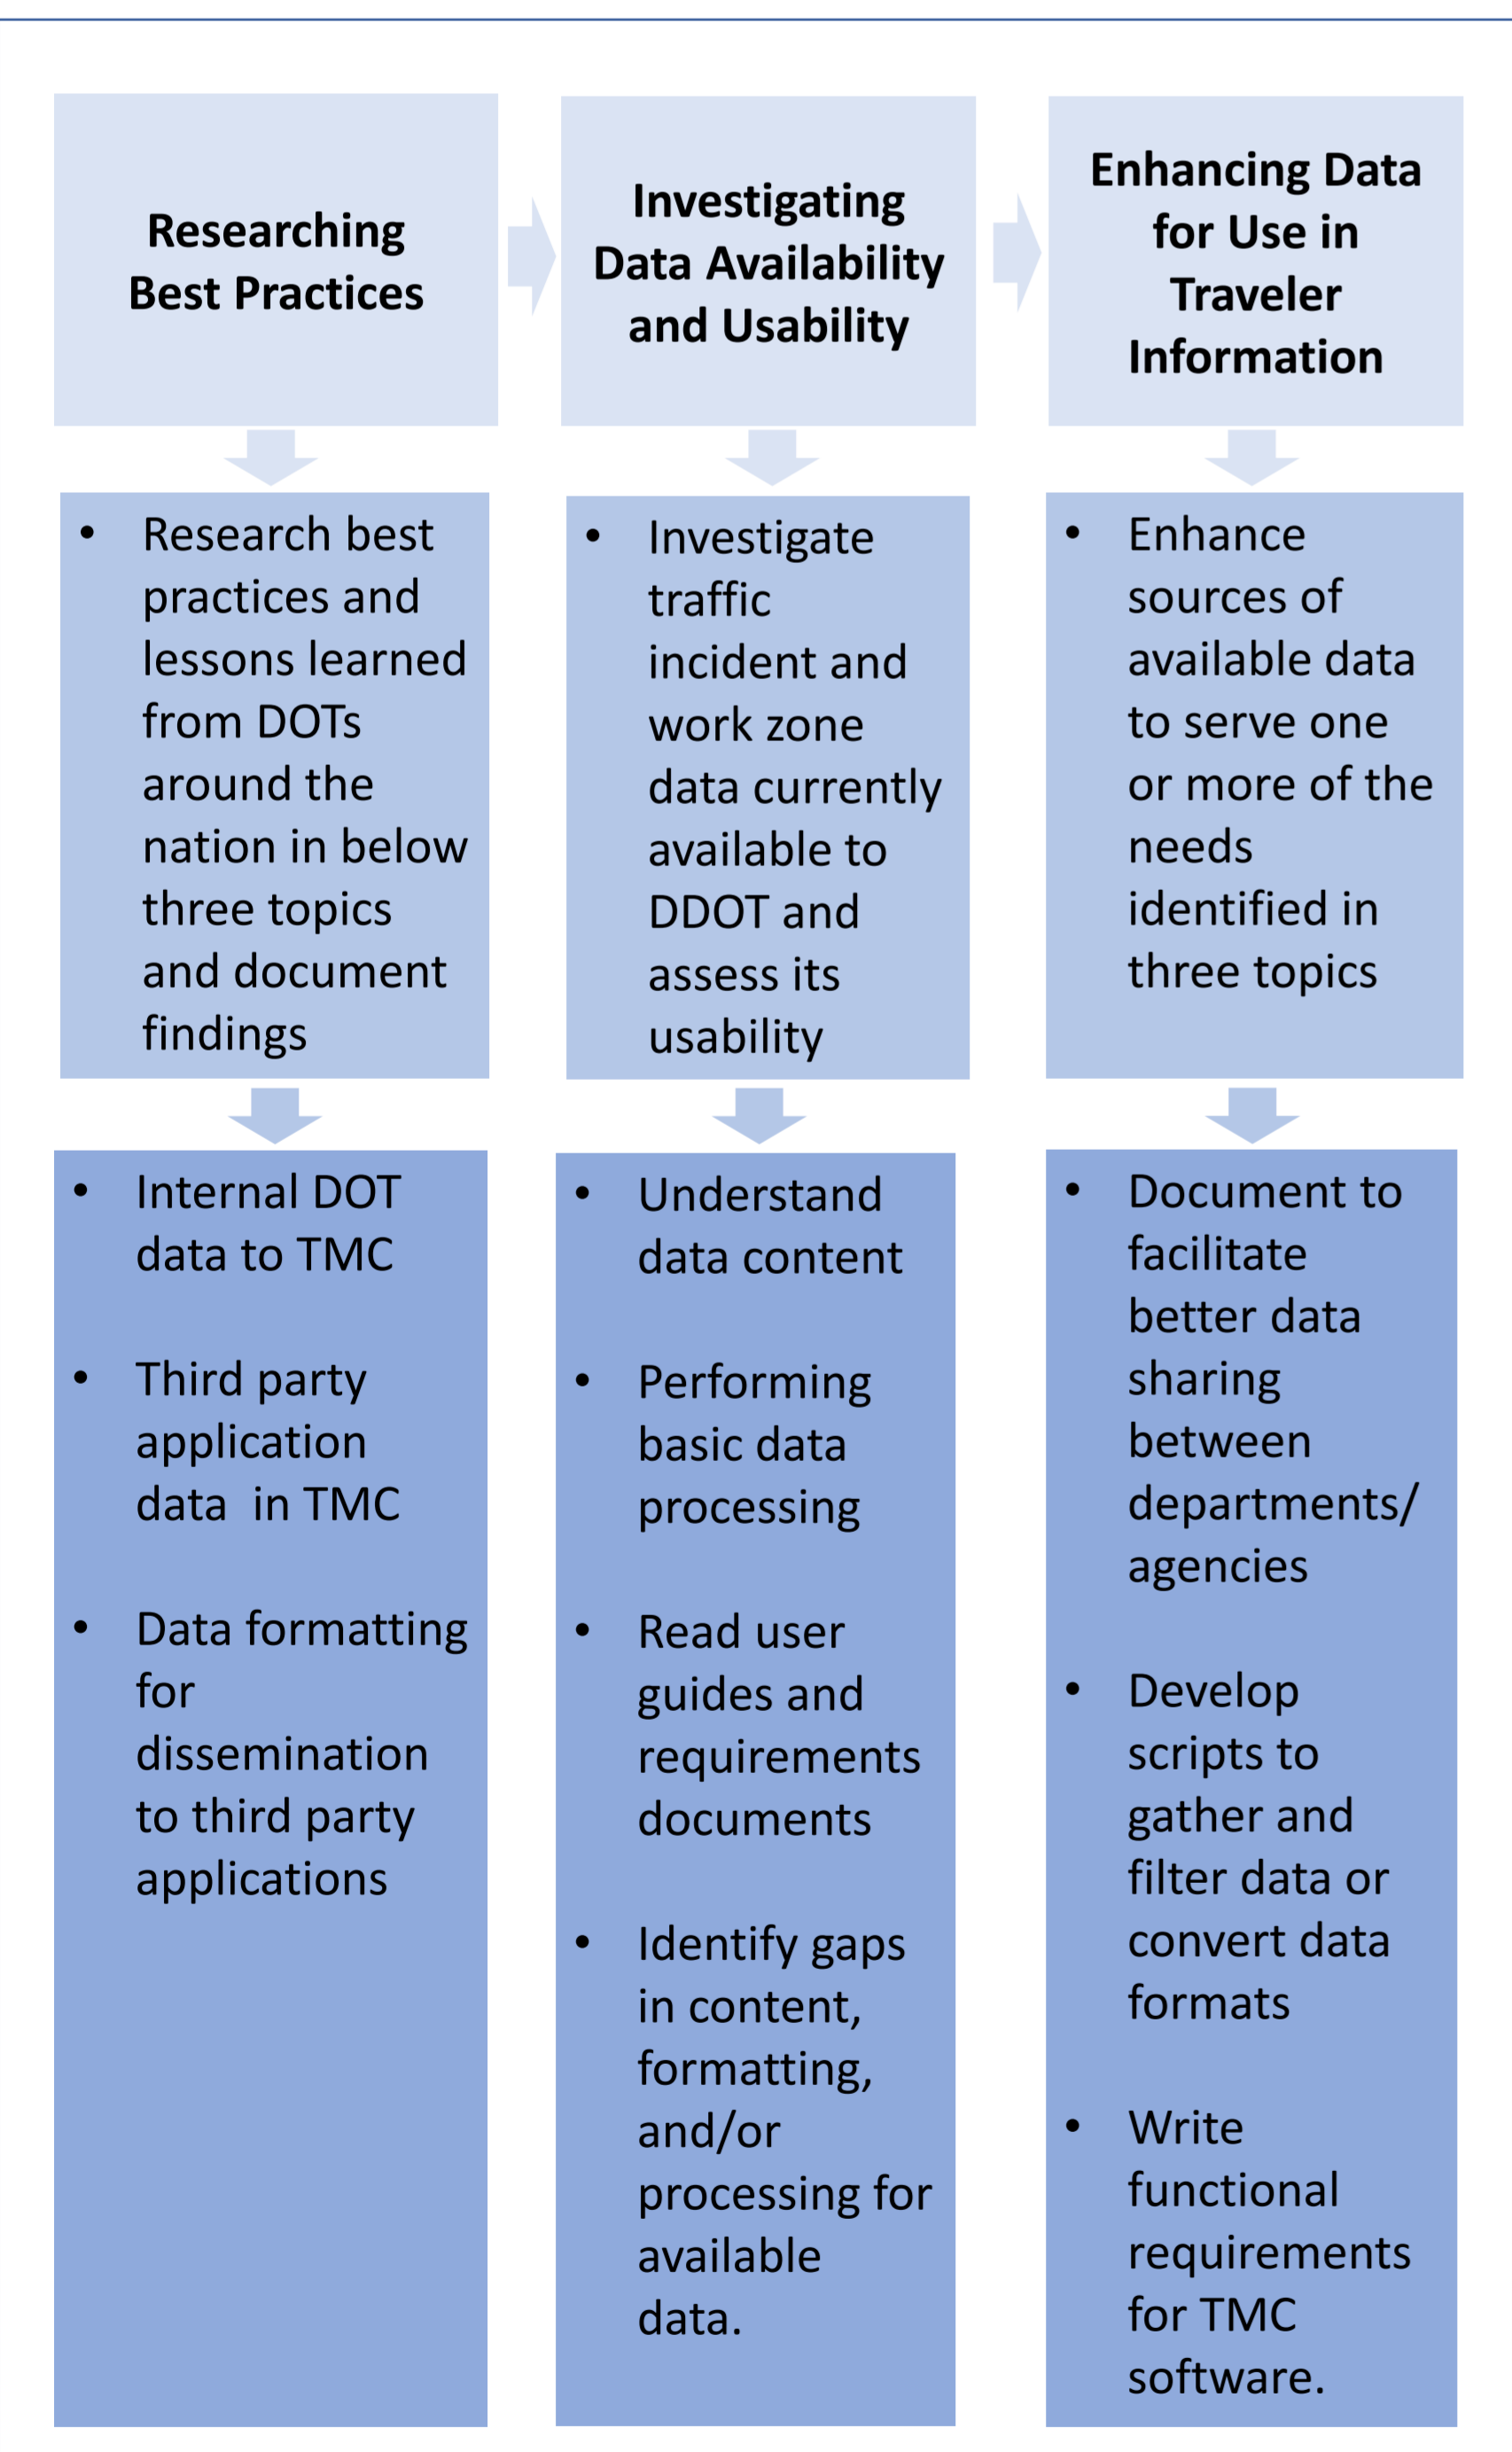 Researching
Best Practices
Investigating
Data Availability
and Usability
Enhancing Data
for Use in
Traveler
Information
• Research best
practices and
lessons learned
from DOTs
around the
nation in below
three topics
and document
findings
• Investigate
traffic
incident and
work zone
data currently
available to
DDOT and
assess its
usability
• Enhance
sources of
available data
to serve one
or more of the
needs
identified in
three topics
• Internal DOT
data to TMC
• Third party
application
data in TMC
• Data formatting
for
dissemination
to third party
applications
• Understand
data content
• Performing
basic data
processing
• Read user
guides and
requirements
documents
• Identify gaps
in content,
formatting,
and/or
processing for
available
data.
• Document to
facilitate
better data
sharing
between
departments/
agencies
• Develop
scripts to
gather and
filter data or
convert data
formats
• Write
functional
requirements
for TMC
software.